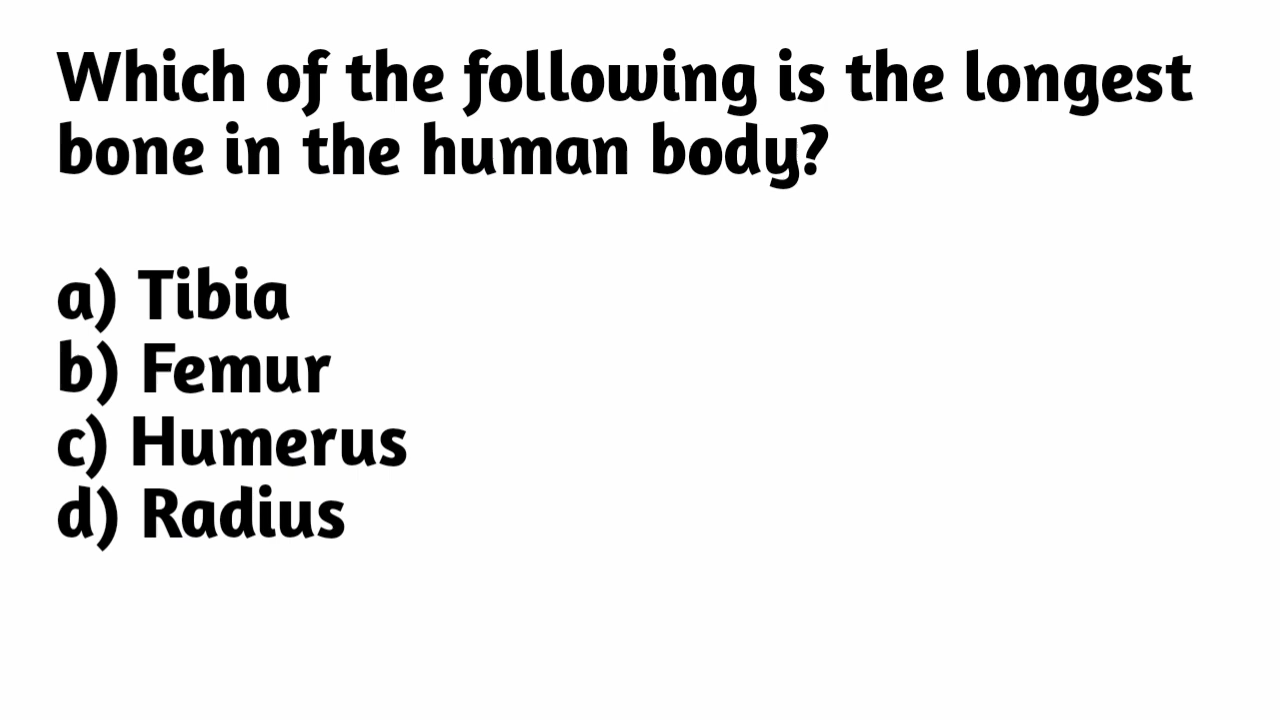 Which of the following is the longest
bone in the human body?
a) Tibia
b) Femur
c) Humerus
d) Radius